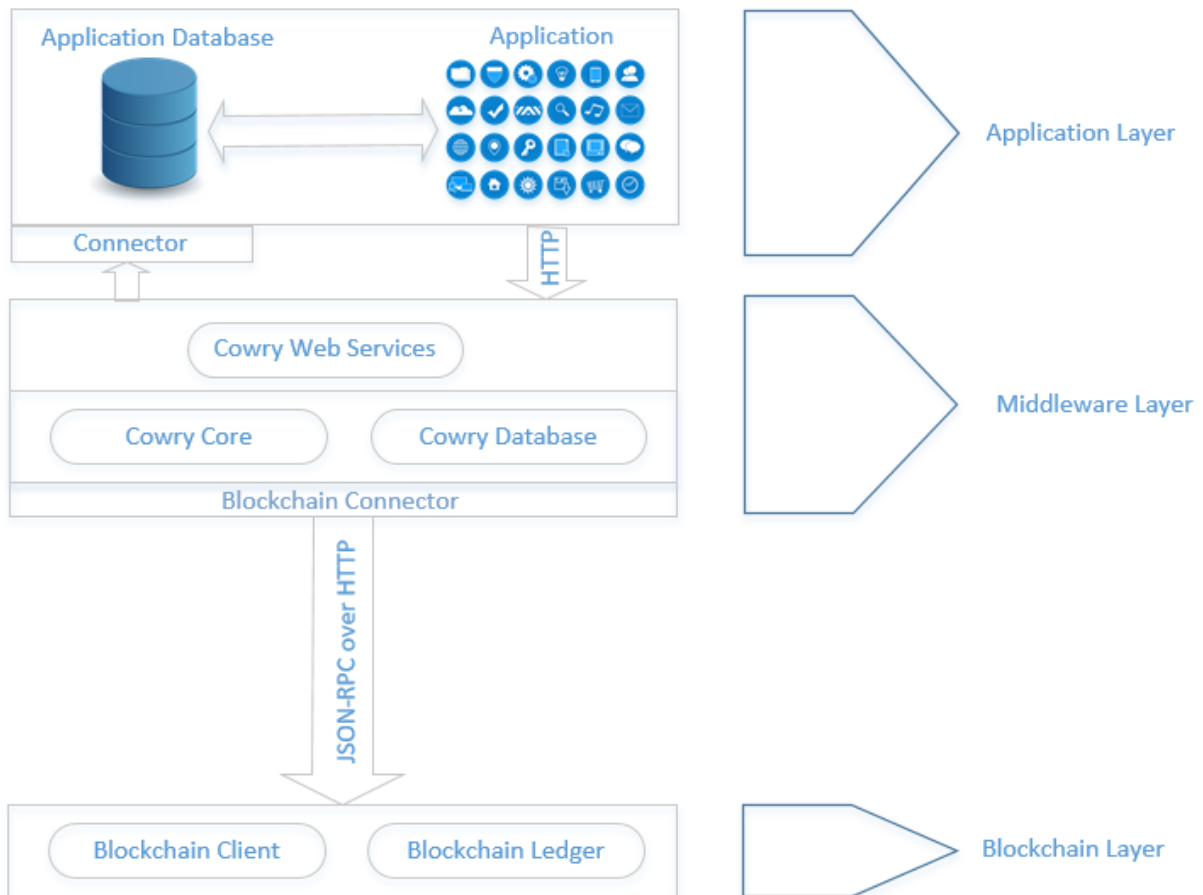 Application Database
Application
Application Layer
Connector
HTTP
Cowry Web Services
Middleware Layer
Cowry Core
Cowry Database
Blockchain Connector
JSON-RPC over HTTP
Blockchain Client
Blockchain Ledger
Blockchain Layer